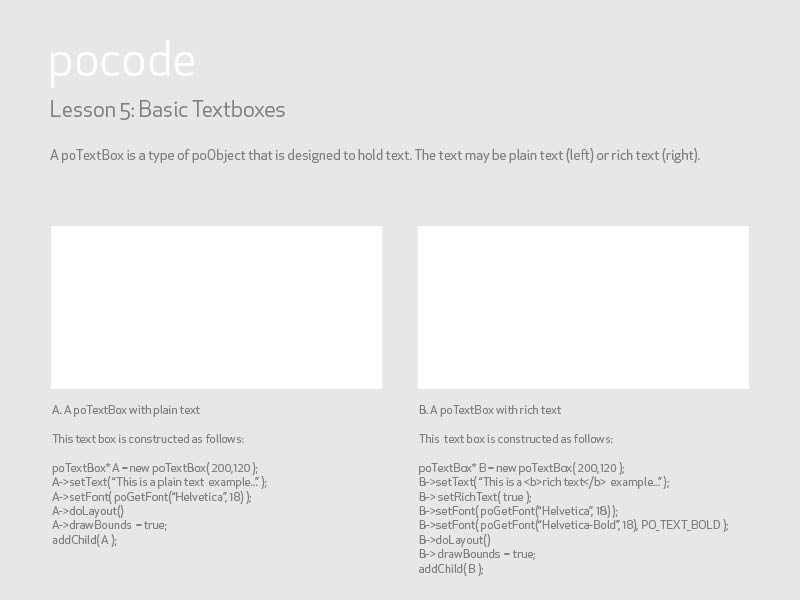 pocode
Lesson 5: Basic Textboxes
A poTextBox is a type of poObject that is designed to hold text. The text may be plain text (left) or rich text (right).
A. A poTextBox with plain text
This text box is constructed as follows:
poTextBox* A = new poTextBox( 200,120 );
A->setText( “This is a plain text example...” );
A->setFont( poGetFont(“Helvetica”, 18) );
A->doLayout()
A->drawBounds = true;
addChild( A );
B. A poTextBox with rich text
This text box is constructed as follows:
poTextBox* B = new poTextBox( 200,120 );
B->setText( “This is a <b>rich text</b> example...” );
B-> setRichText( true );
B->setFont( poGetFont(“Helvetica”, 18) );
B->setFont( poGetFont(“Helvetica-Bold”, 18), PO_TEXT_BOLD );
B->doLayout()
B-> drawBounds = true;
addChild( B );